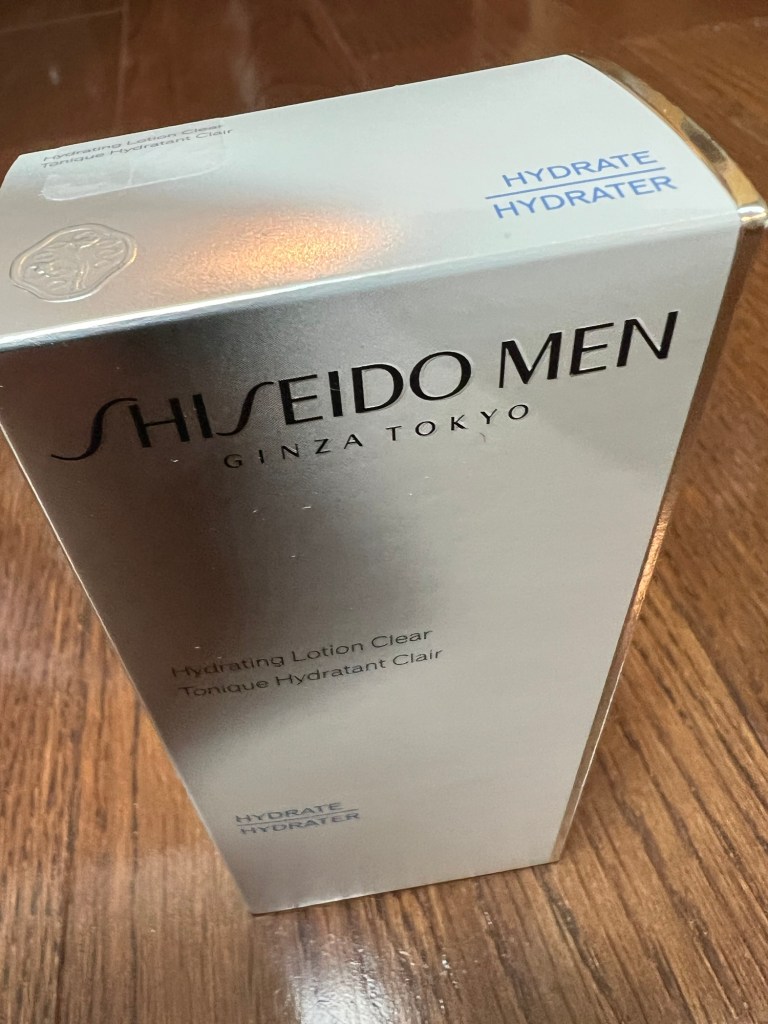 Hydrating Lotion Clear
Tonique Hydratant Clair
HYDRATE
HYDRATER
SHISEIDO MEN
GINZA TOKYO
Hydrating Lotion Clear
Tonique Hydratant Clair
HYDRATE
HYDRATER